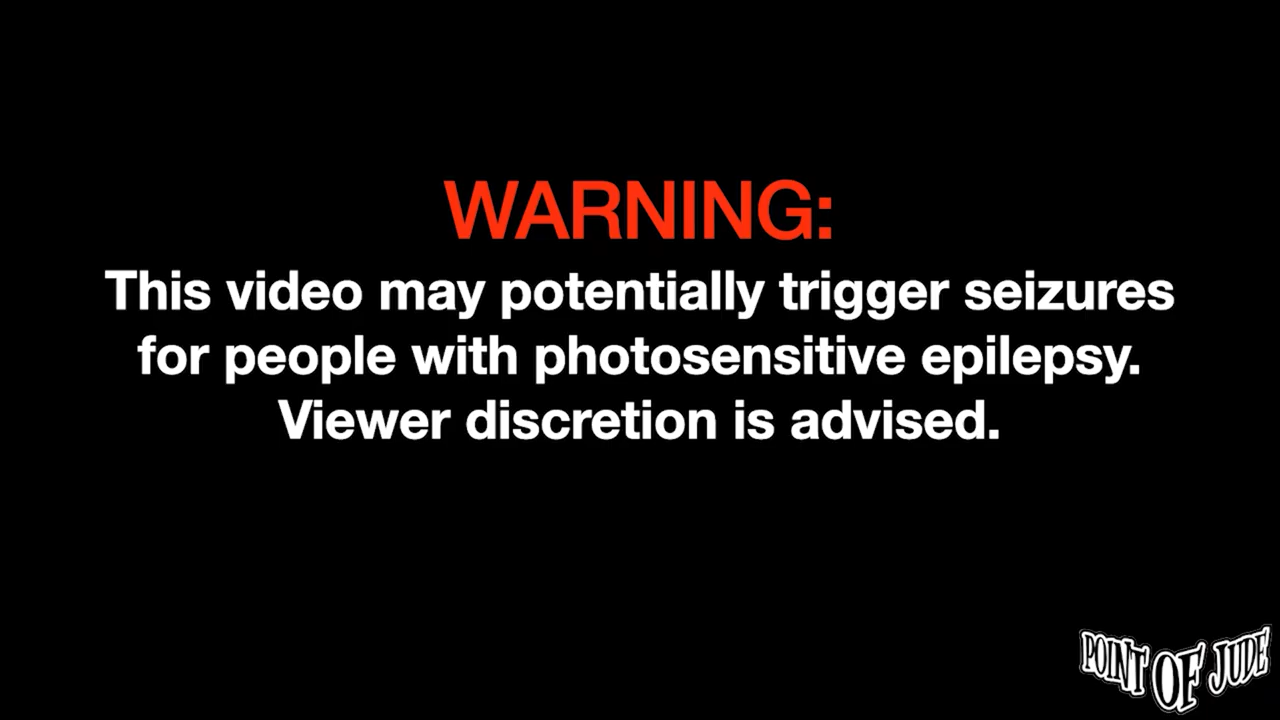 WARNING:
This video may potentially trigger seizures
for people with photosensitive epilepsy.
Viewer discretion is advised.
POINT OF JUDE